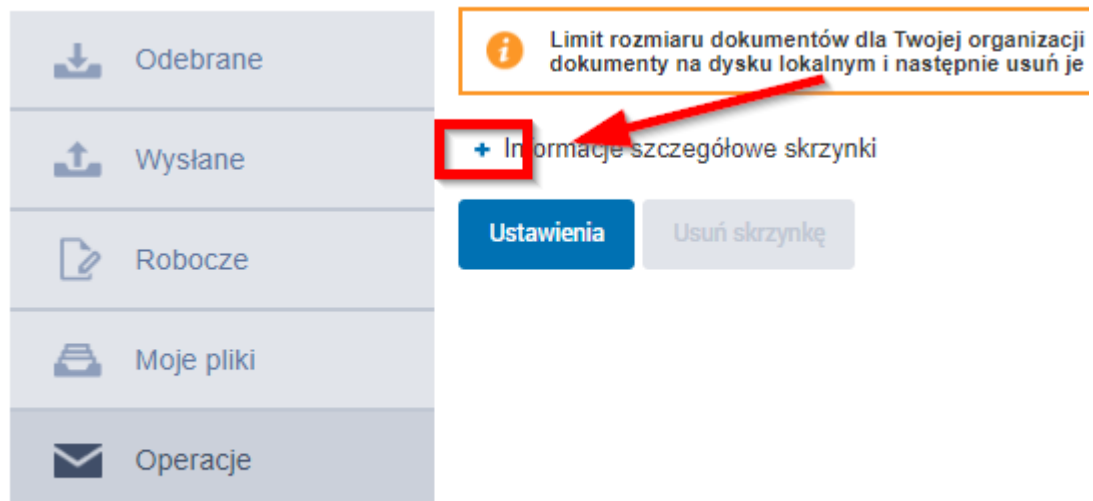 Odebrane
Wysłane
Robocze
Moje pliki
Operacje
Limit rozmiaru dokumentów dla Twojej organizacji
dokumenty na dysku lokalnym i następnie usuń je
+ Informacje szczegółowe skrzynki
Ustawienia
Usuń skrzynkę